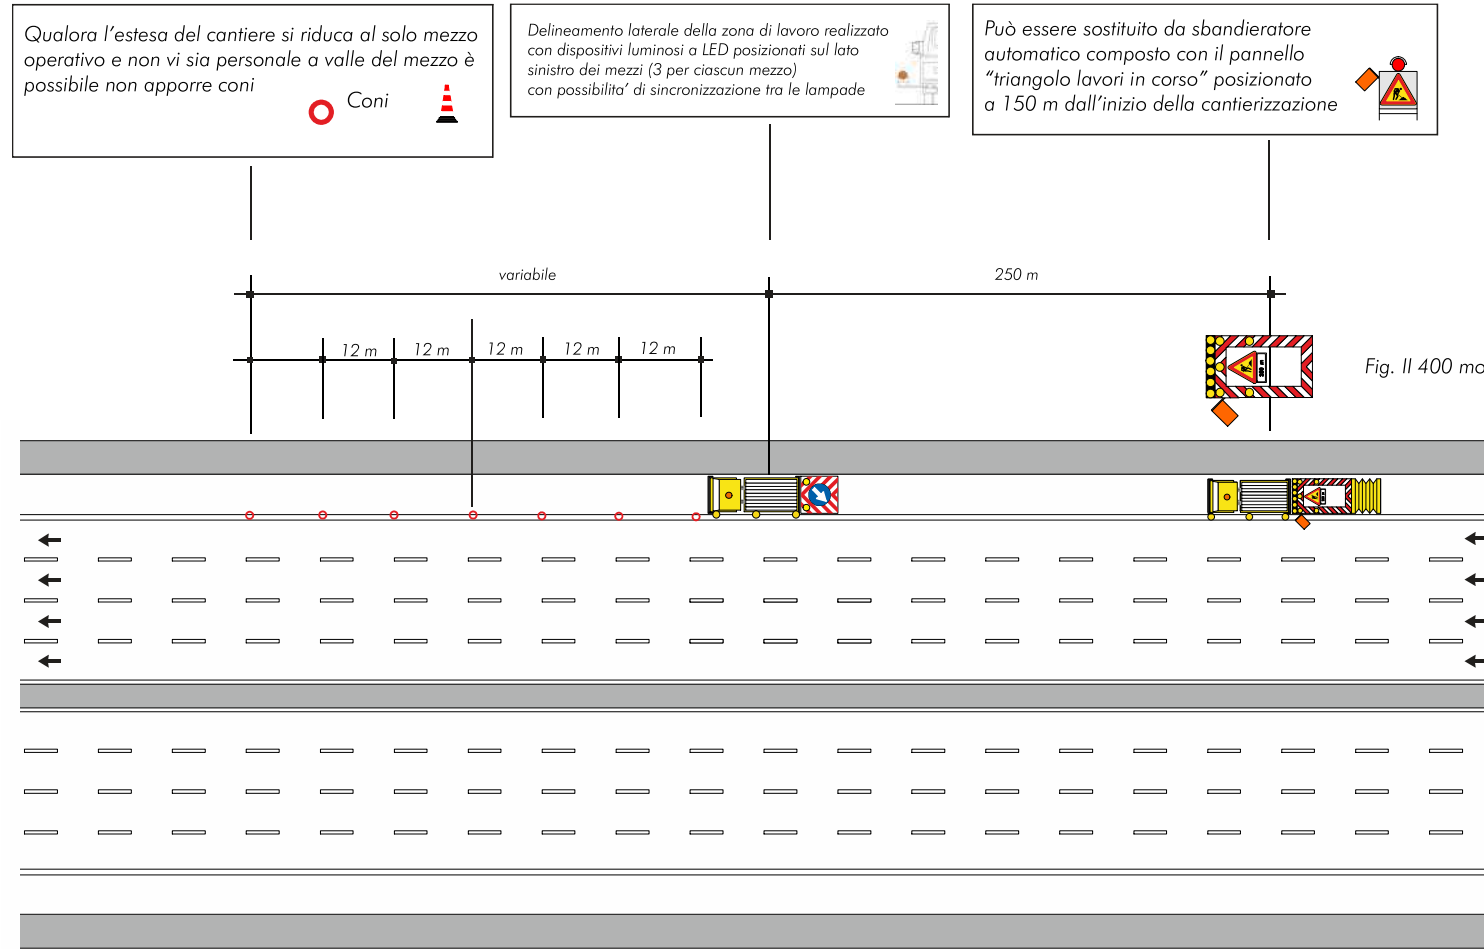 Qualora l'estesa del cantiere si riduca al solo mezzo
operativo e non vi sia personale a valle del mezzo è
possibile non apporre coni
Coni
Delineamento laterale della zona di lavoro realizzato
con dispositivi luminosi a LED posizionati sul lato
sinistro dei mezzi (3 per ciascun mezzo)
con possibilita' di sincronizzazione tra le lampade
Può essere sostituito da sbandieratore
automatico composto con il pannello
“triangolo lavori in corso” posizionato
a 150 m dall'inizio della cantierizzazione
variabile
250 m
12 m
12 m
12 m
12 m
12 m
Fig. II 400 mo